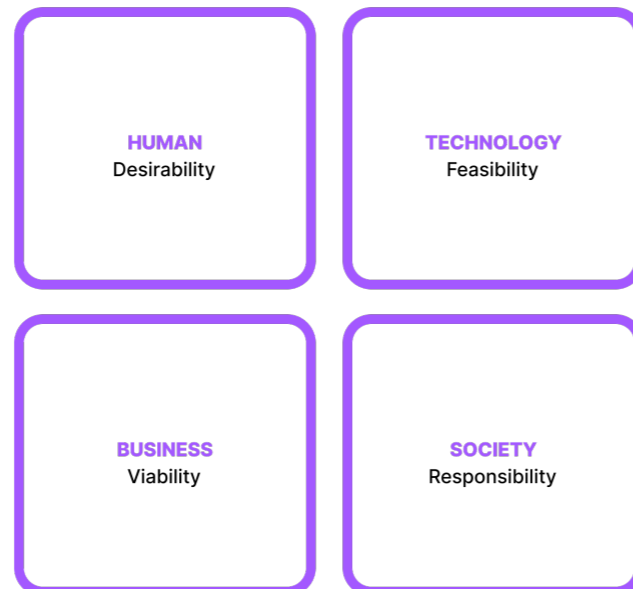 HUMAN
Desirability
TECHNOLOGY
Feasibility
BUSINESS
Viability
SOCIETY
Responsibility